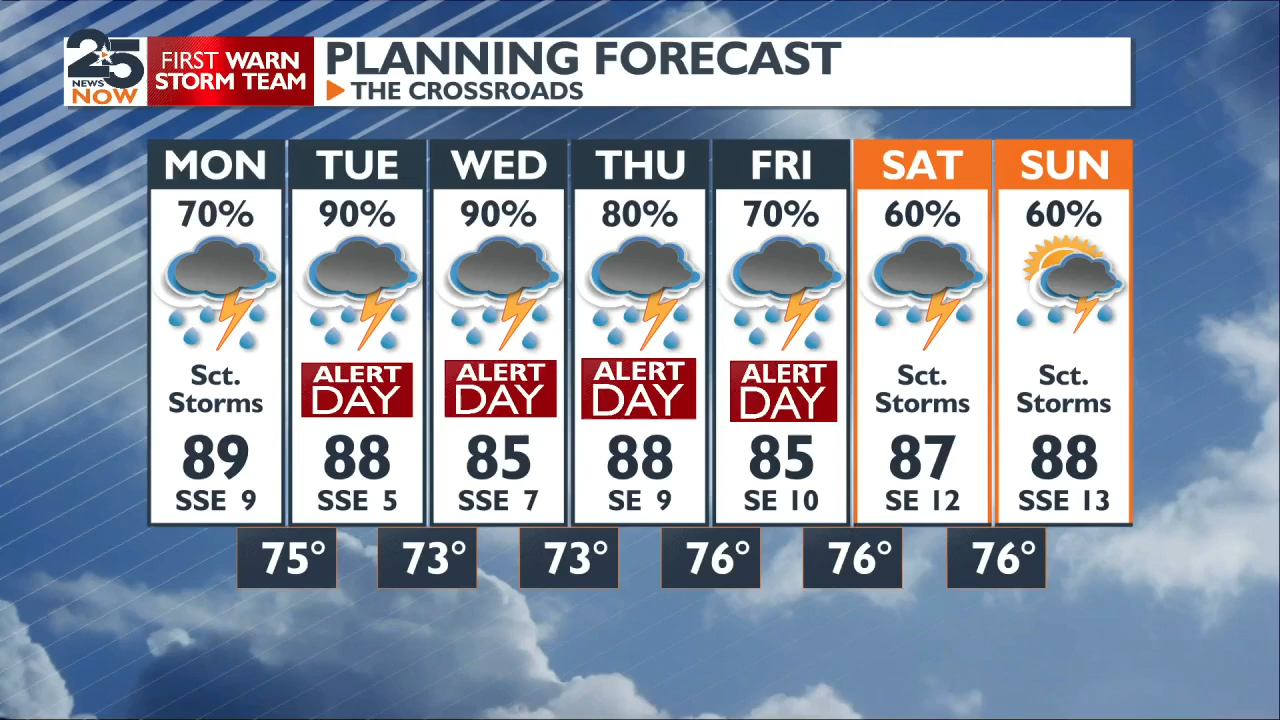 25
NEWS
NOW
FIRST WARN
STORM TEAM
PLANNING FORECAST
THE CROSSROADS
MON TUE WED THU FRI SAT SUN
70% 90% 90% 80% 70% 60% 60%
Sct. ALERT ALERT ALERT ALERT Sct. Sct.
Storms DAY DAY DAY DAY Storms Storms
89 88 85 88 85 87 88
SSE 9 SSE 5 SSE 7 SE 9 SE 10 SE 12 SSE 13
75° 73° 73° 76° 76° 76°